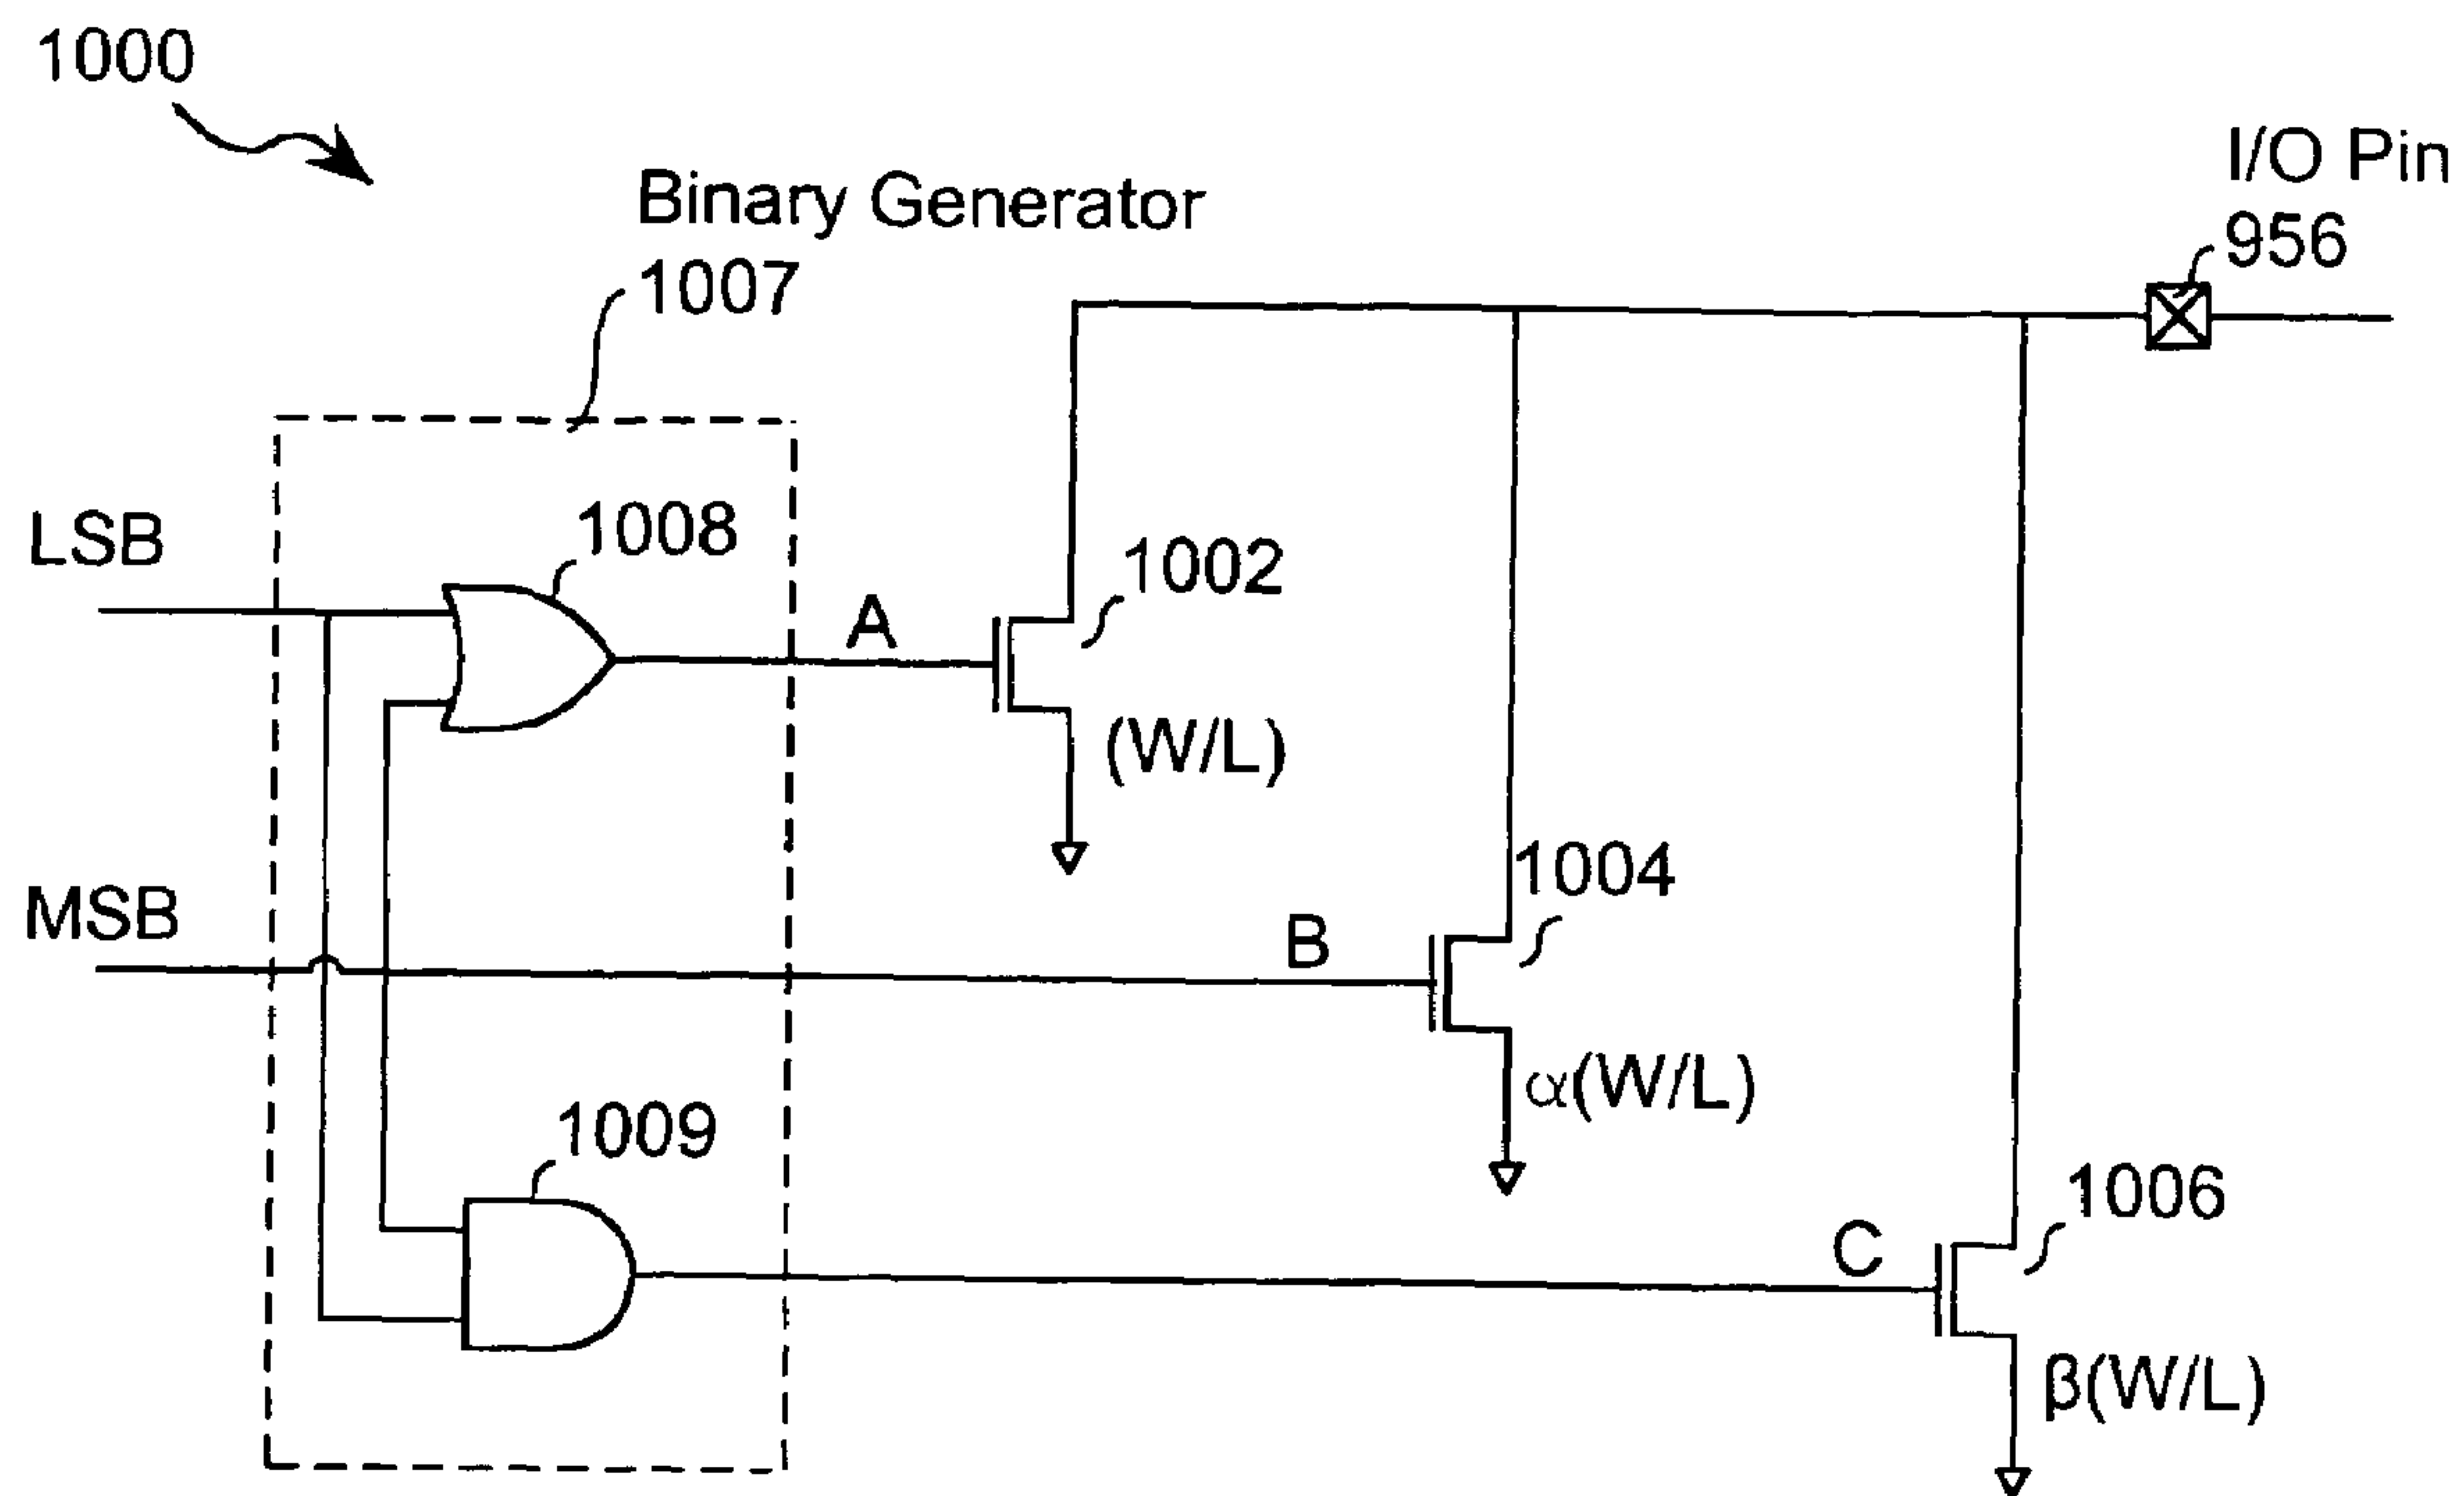 1000
I/O Pin
956
Binary Generator
1007
LSB
1008
1002
A
(W/L)
MSB
1004
B
α(W/L)
1009
1006
C
β(W/L)